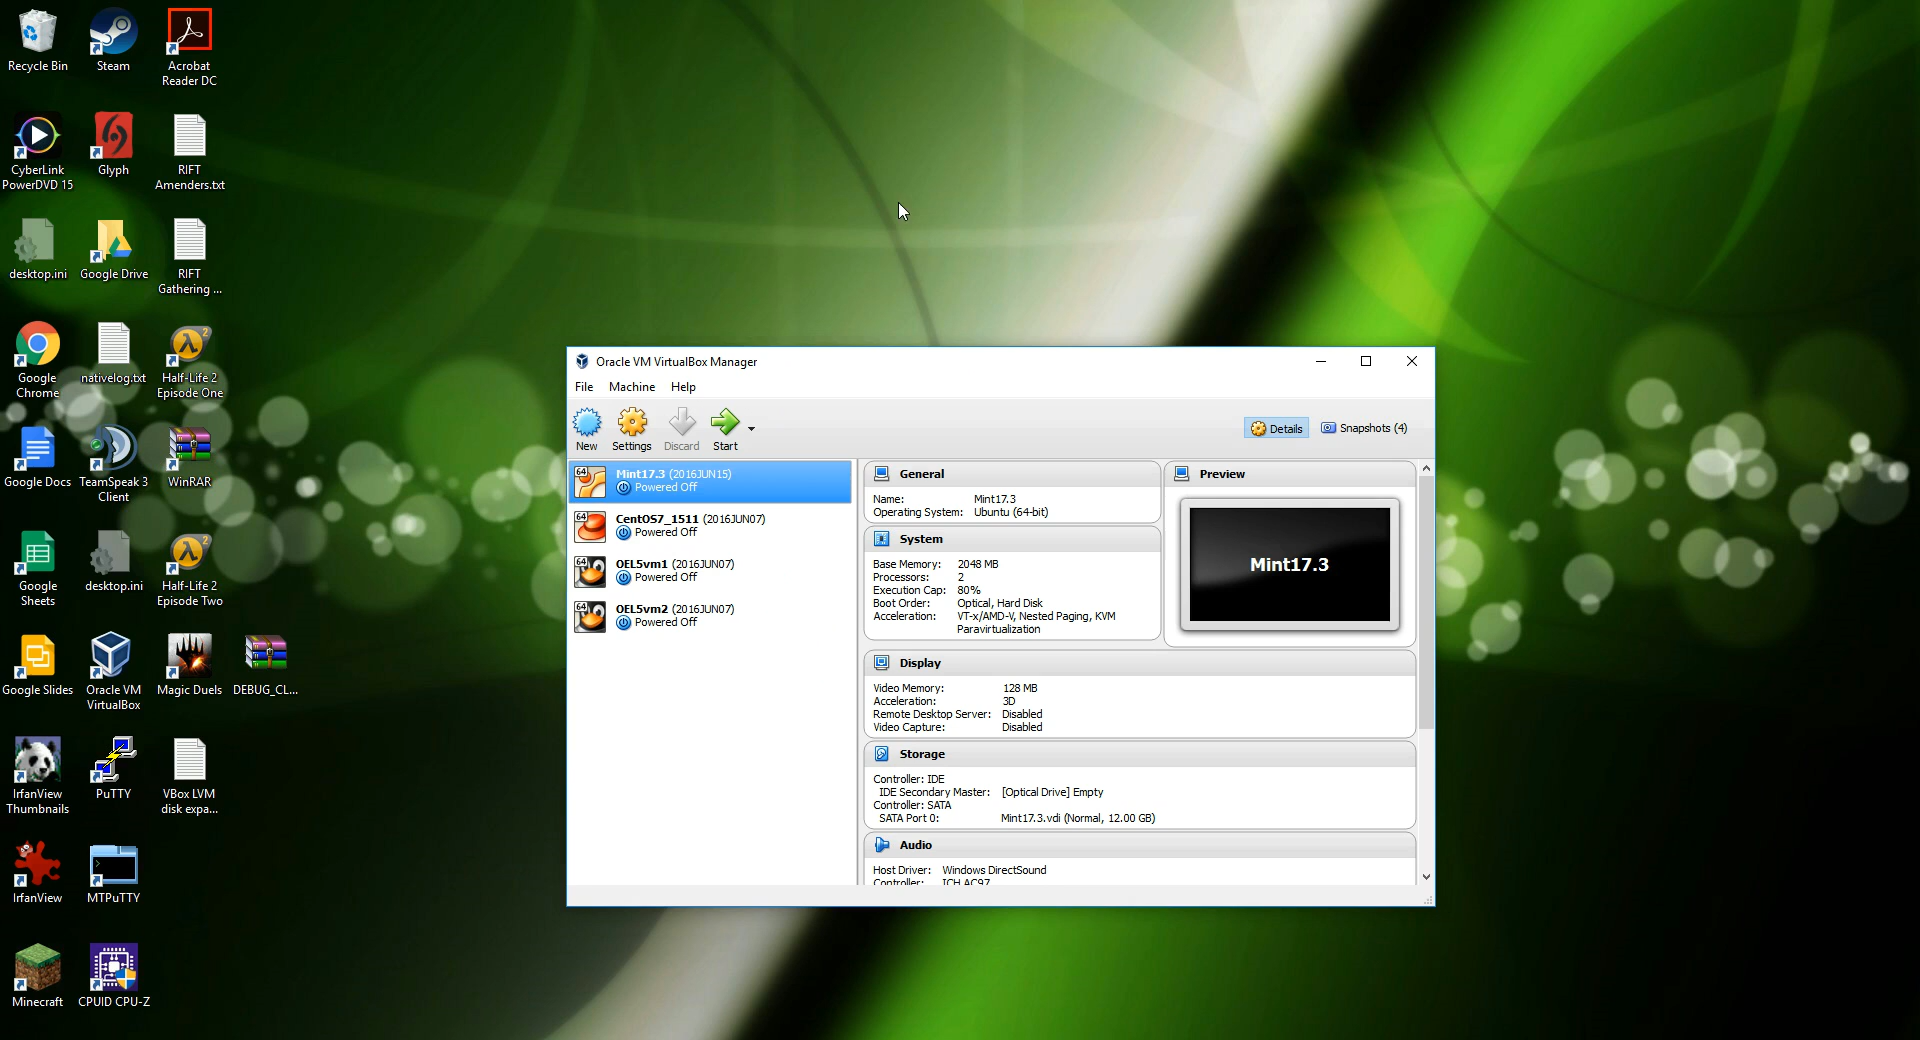 Recycle Bin
Steam
Acrobat
Reader DC
CyberLink
PowerDVD 15
Glyph
RIFT
Amenders.txt
desktop.ini
Google Drive
RIFT
Gathering ...
Google
Chrome
nativelog.txt
Half-Life 2
Episode One
Google Docs
TeamSpeak 3
Client
WinRAR
Google
Sheets
desktop.ini
Half-Life 2
Episode Two
Google Slides
Oracle VM
VirtualBox
Magic Duels
DEBUG_CL...
IrfanView
Thumbnails
PuTTY
VBox LVM
disk expa...
IrfanView
MTPuTTY
Minecraft
CPUID CPU-Z
Oracle VM VirtualBox Manager
File Machine Help
New Settings Discard Start
Details Snapshots (4)
64 Mint17.3 (2016JUN15)
Powered Off
64 CentOS7_1511 (2016JUN07)
Powered Off
64 OEL5vm1 (2016JUN07)
Powered Off
64 OEL5vm2 (2016JUN07)
Powered Off
General
Name: Mint17.3
Operating System: Ubuntu (64-bit)
System
Base Memory: 2048 MB
Processors: 2
Execution Cap: 80%
Boot Order: Optical, Hard Disk
Acceleration: VT-x/AMD-V, Nested Paging, KVM
Paravirtualization
Preview
Mint17.3
Display
Video Memory: 128 MB
Acceleration: 3D
Remote Desktop Server: Disabled
Video Capture: Disabled
Storage
Controller: IDE
IDE Secondary Master: [Optical Drive] Empty
Controller: SATA
SATA Port 0: Mint17.3.vdi (Normal, 12.00 GB)
Audio
Host Driver: Windows DirectSound
Controller: ICH AC97